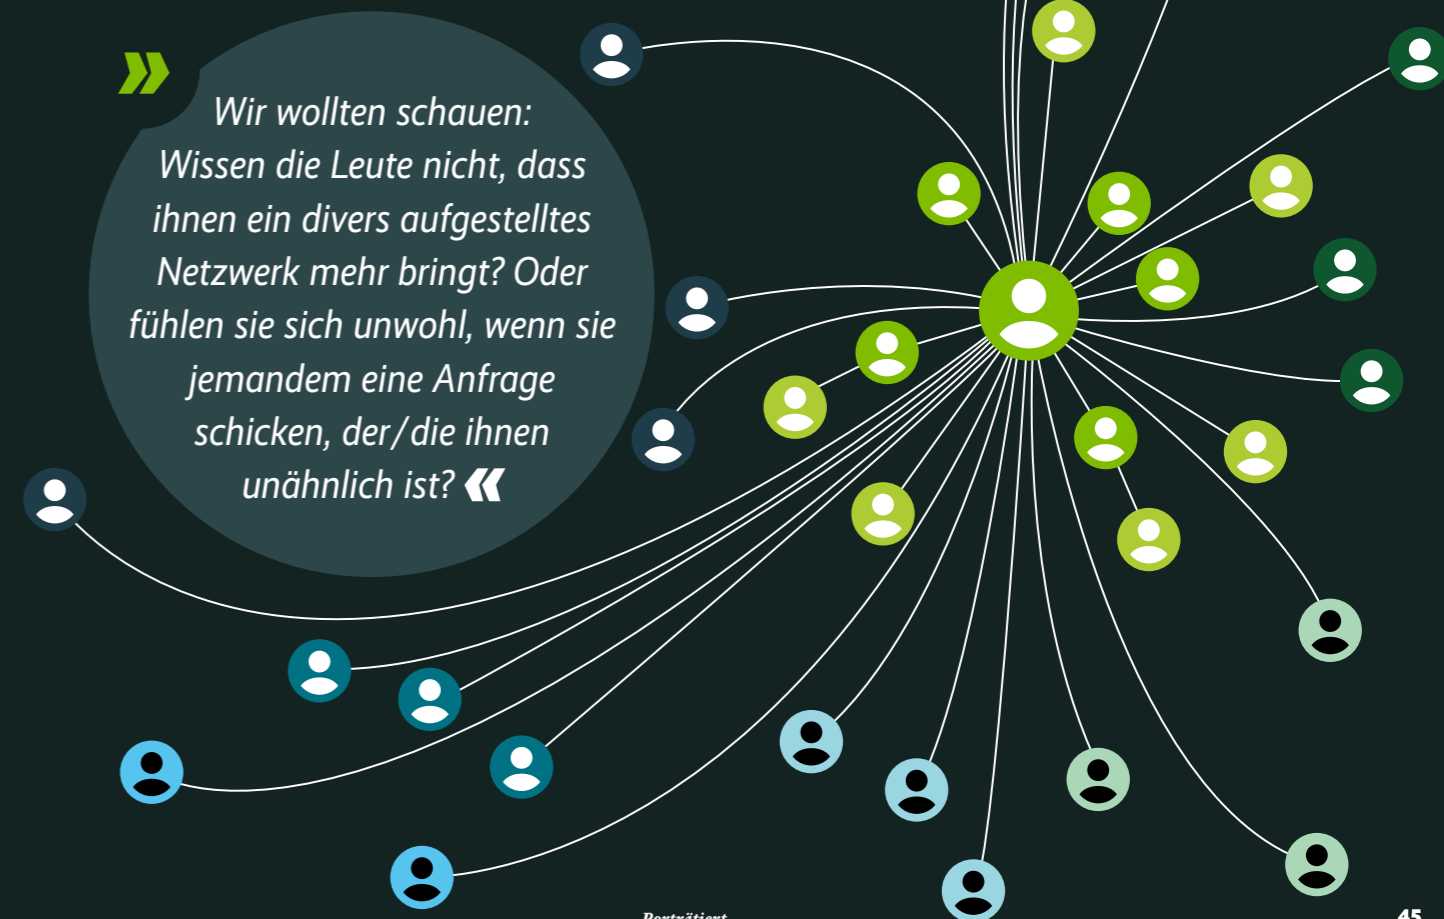 » Wir wollten schauen:
Wissen die Leute nicht, dass
ihnen ein divers aufgestelltes
Netzwerk mehr bringt? Oder
fühlen sie sich unwohl, wenn sie
jemandem eine Anfrage
schicken, der/die ihnen
unähnlich ist? «
Porträtiert
45